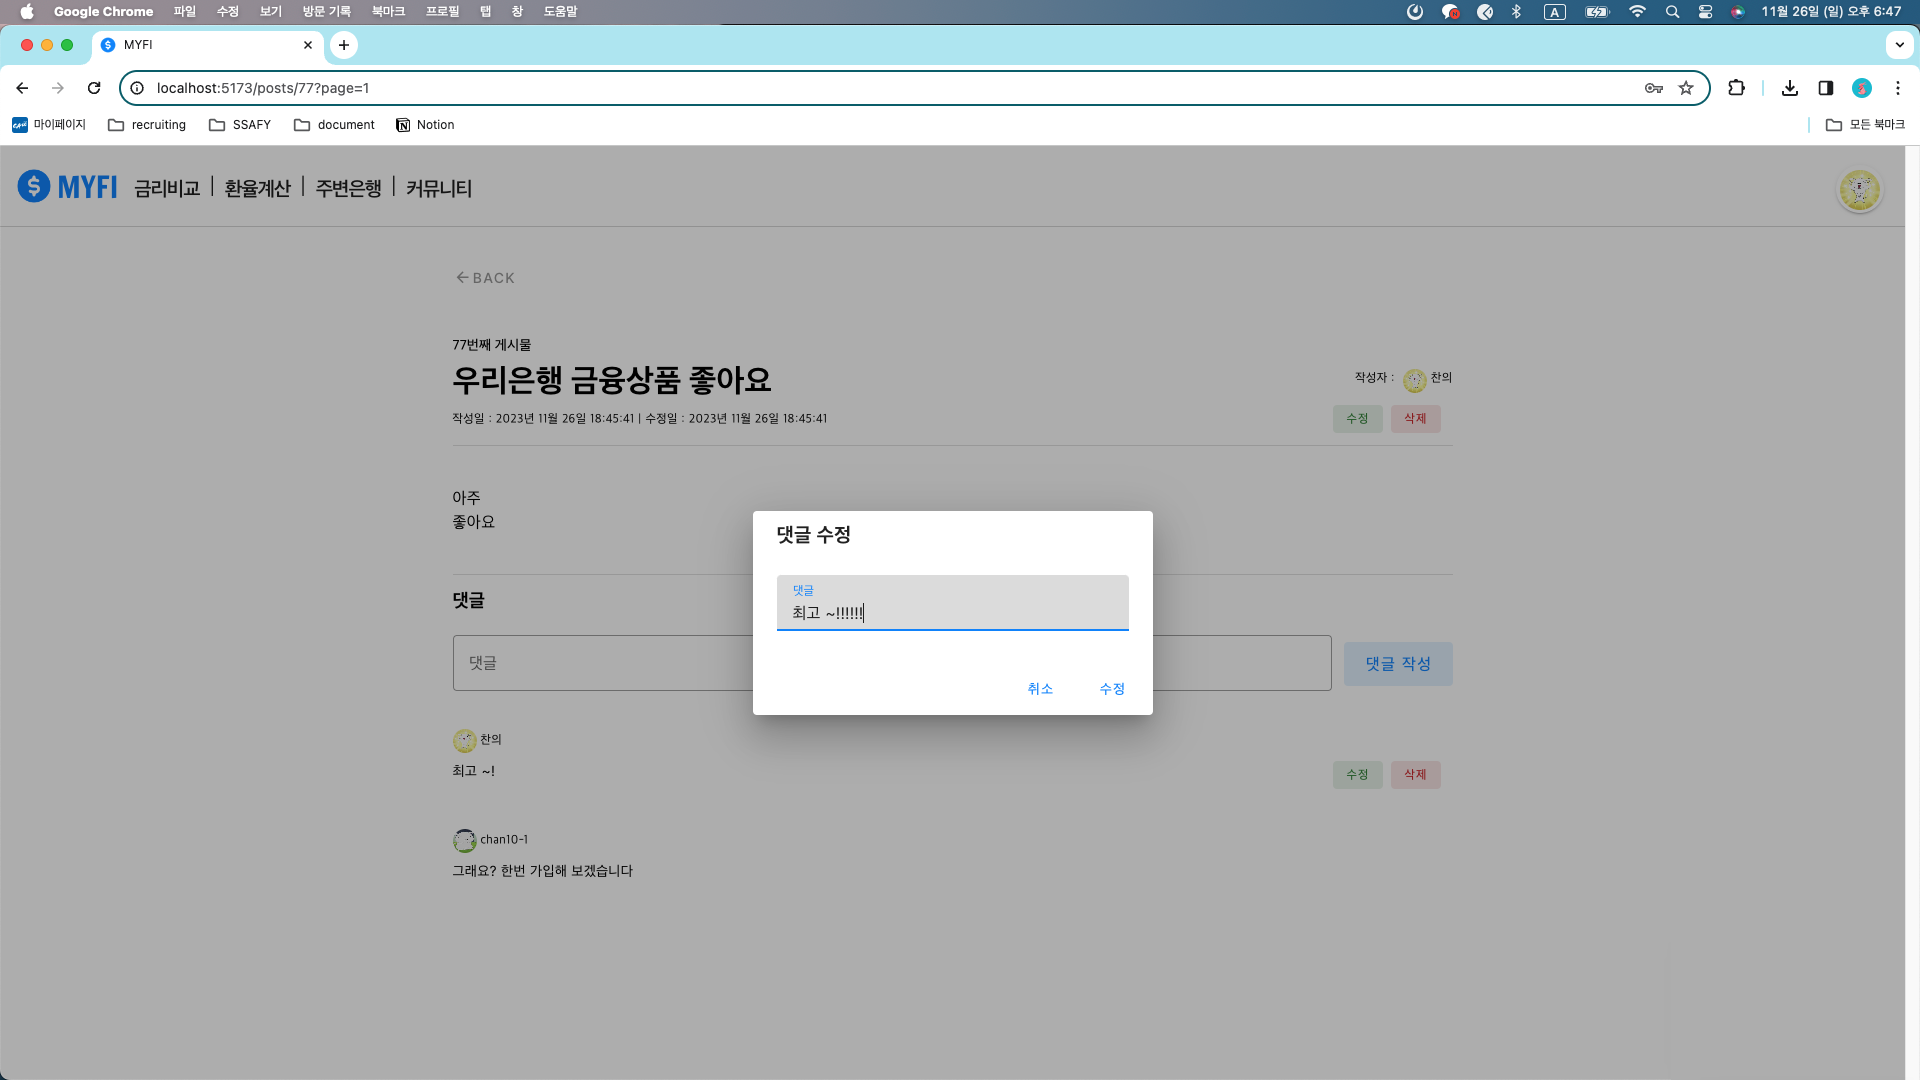 Google Chrome 파일 수정 보기 방문 기록 북마크 프로필 탭 창 도움말 A 11월 26일 (일) 오후 6:47
MYFI
localhost:5173/posts/77?page=1
마이페이지 recruiting SSAFY document Notion 모든 북마크
MYFI 금리비교 | 환율계산 | 주변은행 | 커뮤니티
BACK
77번째 게시물
우리은행 금융상품 좋아요
작성자 : 찬의
작성일 : 2023년 11월 26일 18:45:41 | 수정일 : 2023년 11월 26일 18:45:41
수정 삭제
아주
좋아요
댓글 수정
댓글
최고 ~!!!!!!
취소 수정
댓글
댓글
댓글 작성
찬의
최고 ~!
수정 삭제
chan10-1
그래요? 한번 가입해 보겠습니다